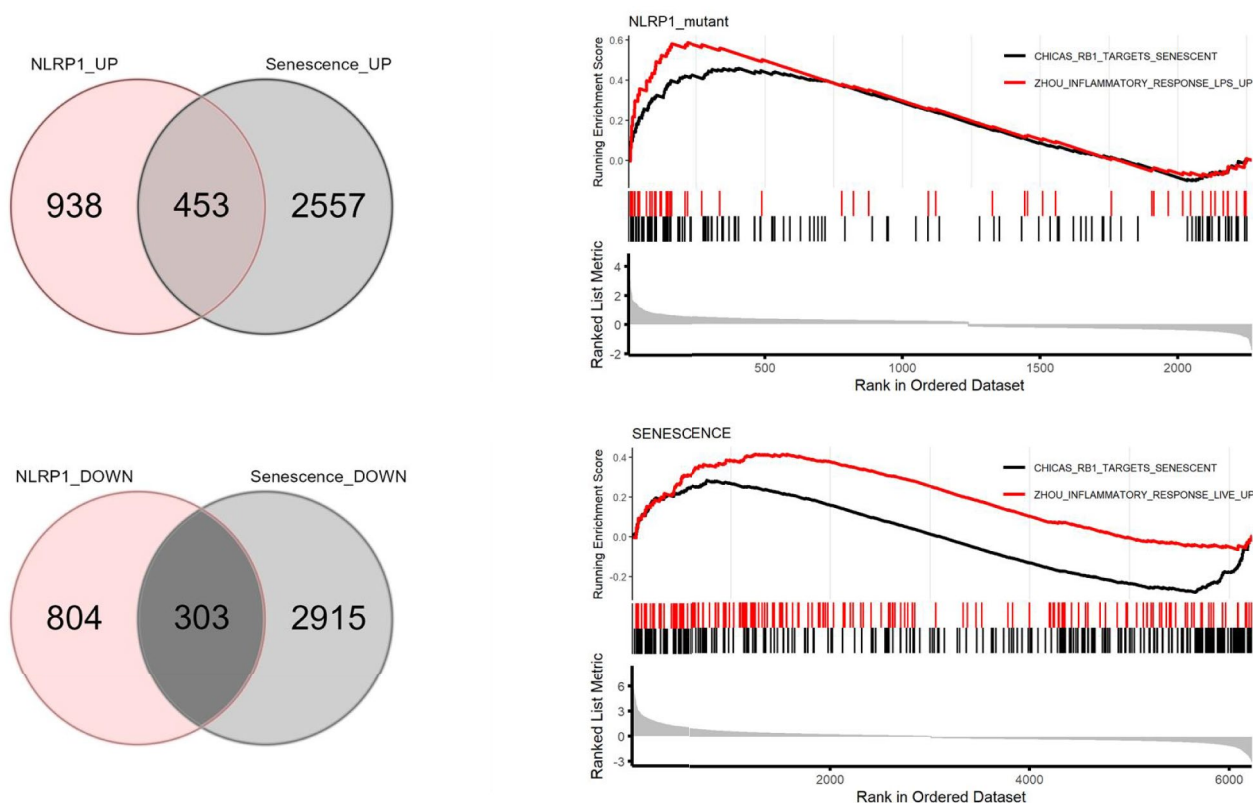 NLRP1_UP
Senescence_UP
938
453
2557
NLRP1_DOWN
Senescence_DOWN
804
303
2915
NLRP1_mutant
Running Enrichment Score
0.6
0.4
0.2
0.0
CHICAS_RB1_TARGETS_SENESCENT
ZHOU_INFLAMMATORY_RESPONSE_LPS_UP
Ranked List Metric
4
2
0
-2
500
1000
1500
2000
Rank in Ordered Dataset
SENESCENCE
Running Enrichment Score
0.4
0.2
0.0
-0.2
CHICAS_RB1_TARGETS_SENESCENT
ZHOU_INFLAMMATORY_RESPONSE_LIVE_UP
Ranked List Metric
6
3
0
-3
2000
4000
6000
Rank in Ordered Dataset